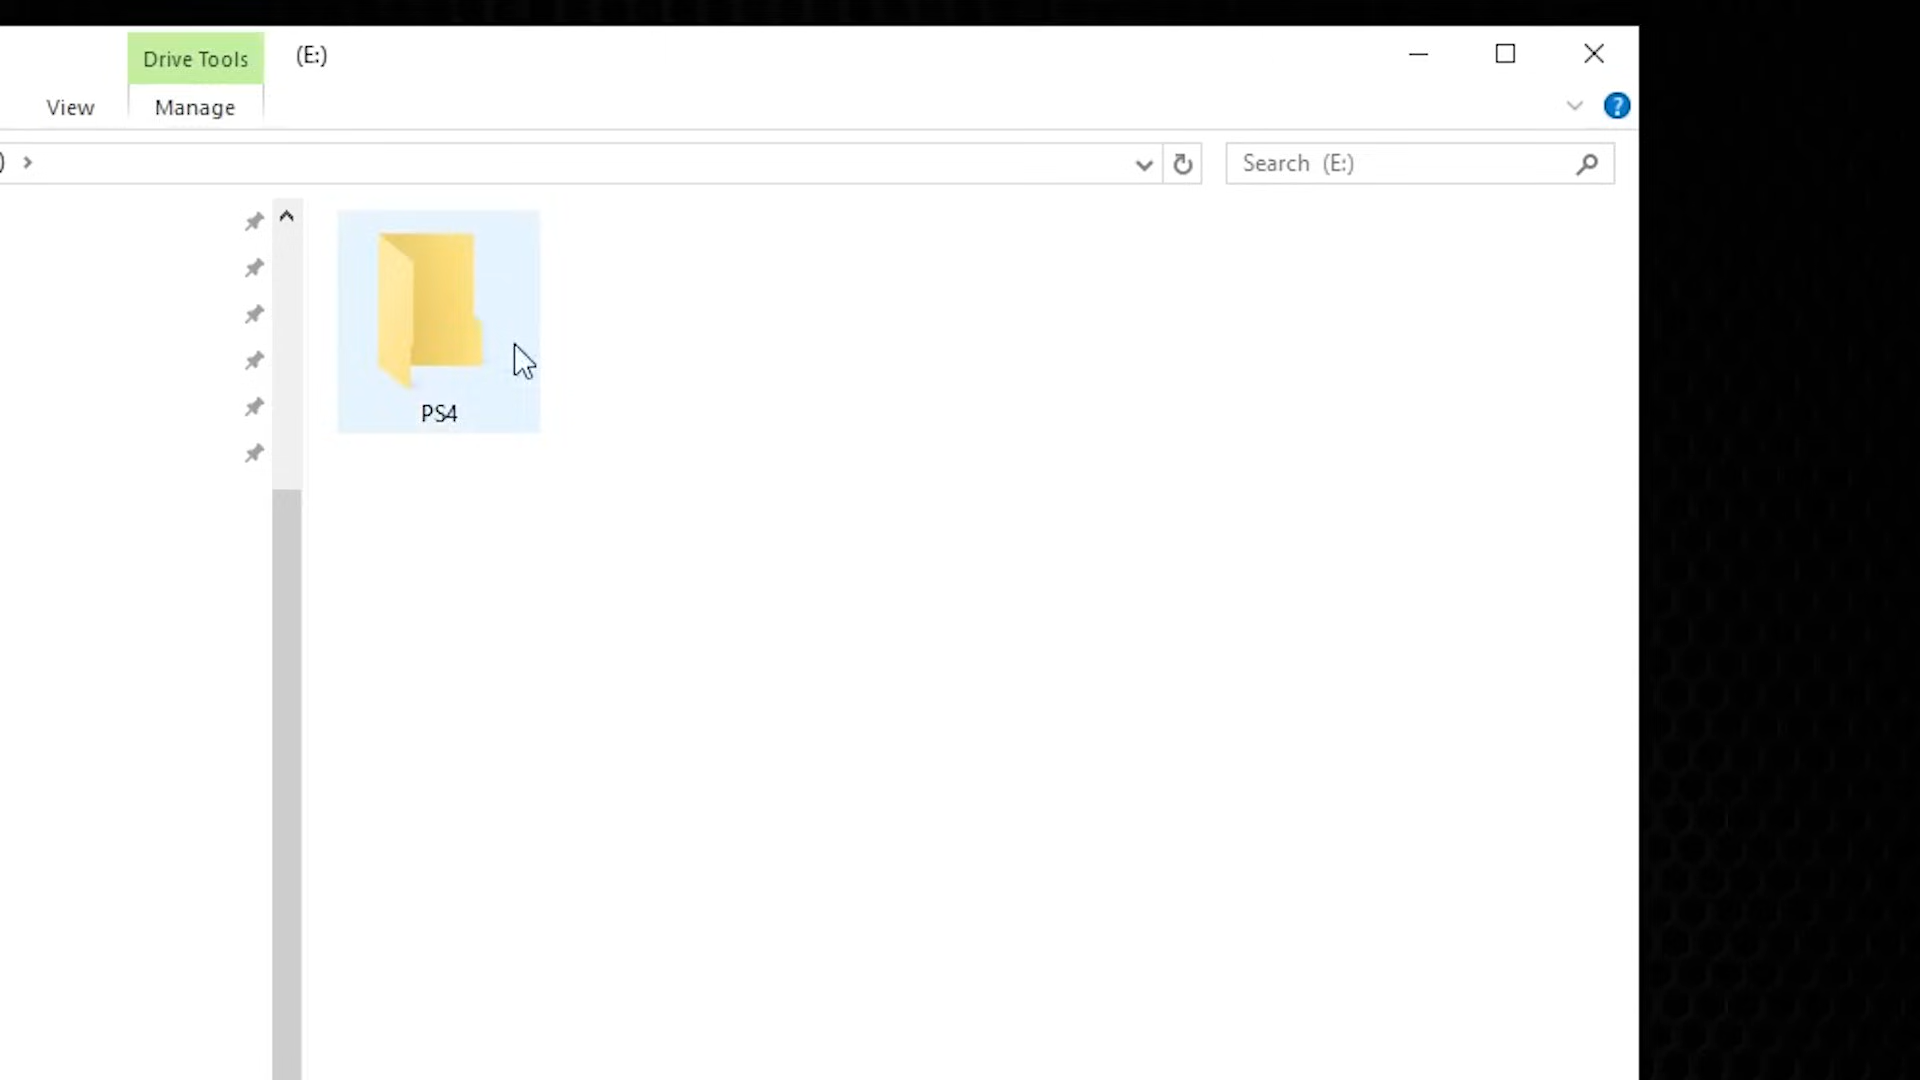 Drive Tools
(E:)
View
Manage
?
)
Search (E:)
PS4